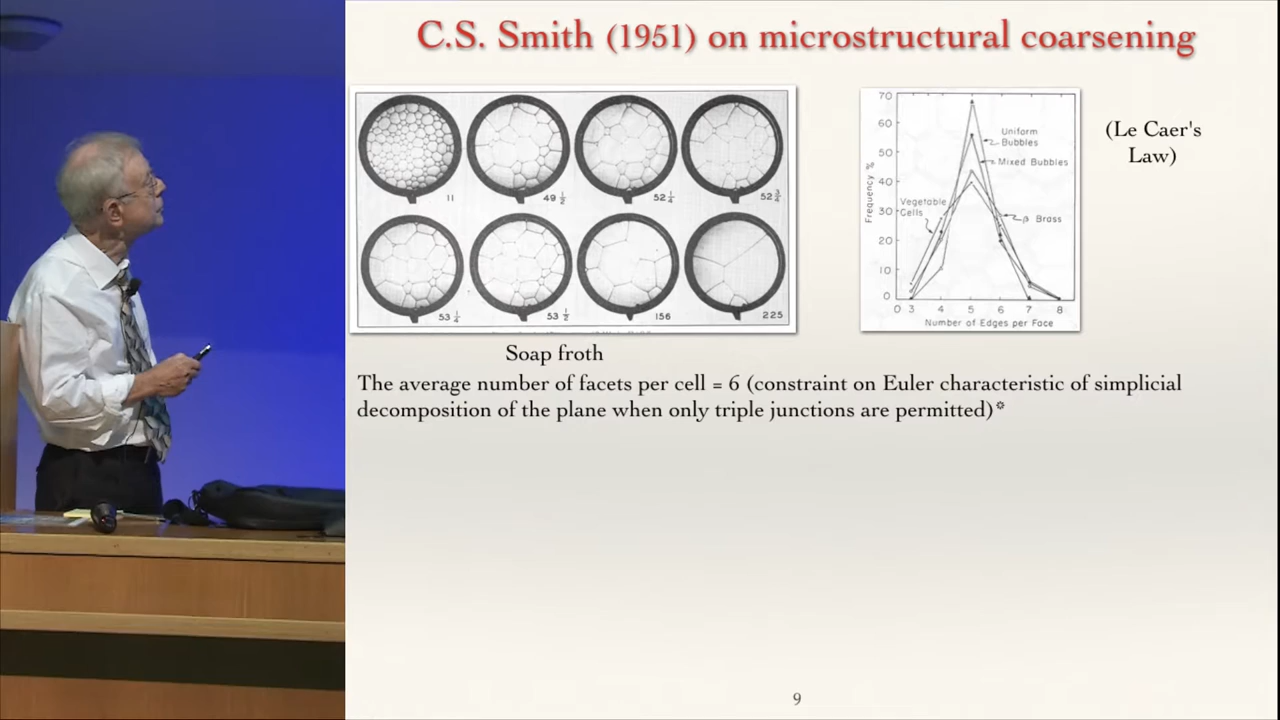 C.S. Smith (1951) on microstructural coarsening
11
49 ½
52 ¼
52 ¾
53 ¼
53 ½
156
225
Soap froth
70
60
50
40
30
20
10
0
Frequency %
Uniform
Bubbles
Mixed Bubbles
Vegetable
Cells
β Brass
0 3 4 5 6 7 8
Number of Edges per Face
(Le Caer's
Law)
The average number of facets per cell = 6 (constraint on Euler characteristic of simplicial
decomposition of the plane when only triple junctions are permitted)*
9